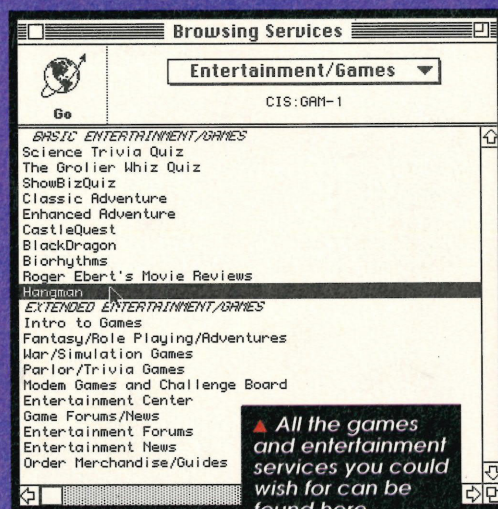 Browsing Services
Entertainment/Games
CIS:GAM-1
Go
BASIC ENTERTAINMENT/GAMES
Science Trivia Quiz
The Grolier Whiz Quiz
ShowBizQuiz
Classic Adventure
Enhanced Adventure
CastleQuest
BlackDragon
Biorhythms
Roger Ebert's Movie Reviews
Hangman
EXTENDED ENTERTAINMENT/GAMES
Intro to Games
Fantasy/Role Playing/Adventures
War/Simulation Games
Parlor/Trivia Games
Modem Games and Challenge Board
Entertainment Center
Game Forums/News
Entertainment Forums
Entertainment News
Order Merchandise/Guides
▲ All the games
and entertainment
services you could
wish for can be
found here